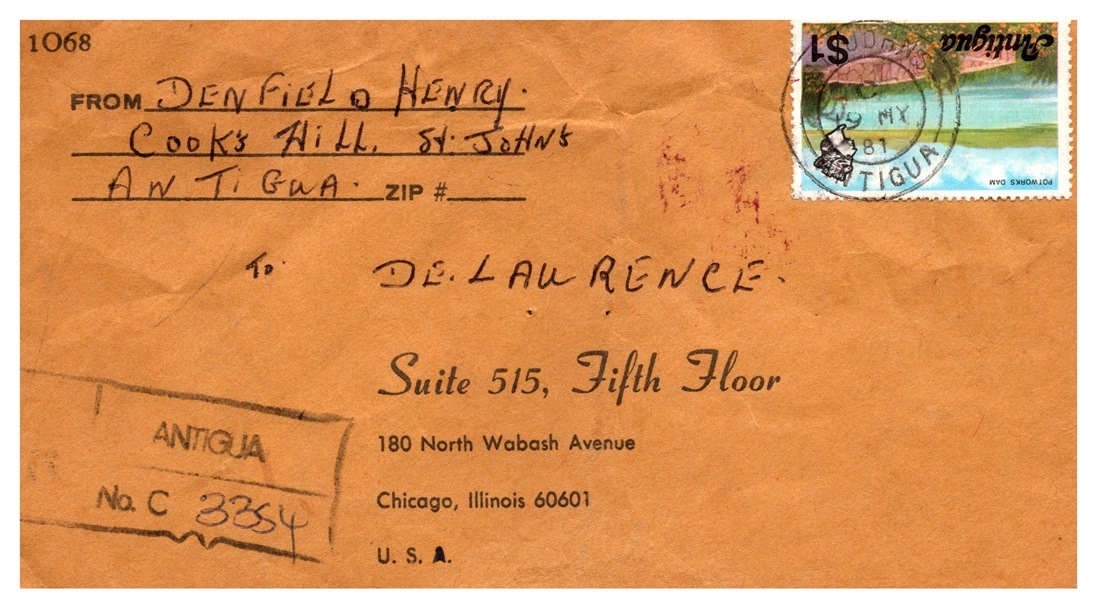 1068
FROM DENFIELD HENRY.
COOKS HILL. St. JOHNS
ANTIGUA. ZIP #
$1 Antigua
POTWORKS DAM
9 MY
81
ANTIGUA
To DE. LAWRENCE.
Suite 515, Fifth Floor
180 North Wabash Avenue
Chicago, Illinois 60601
U. S. A.
ANTIGUA
No. C 3354